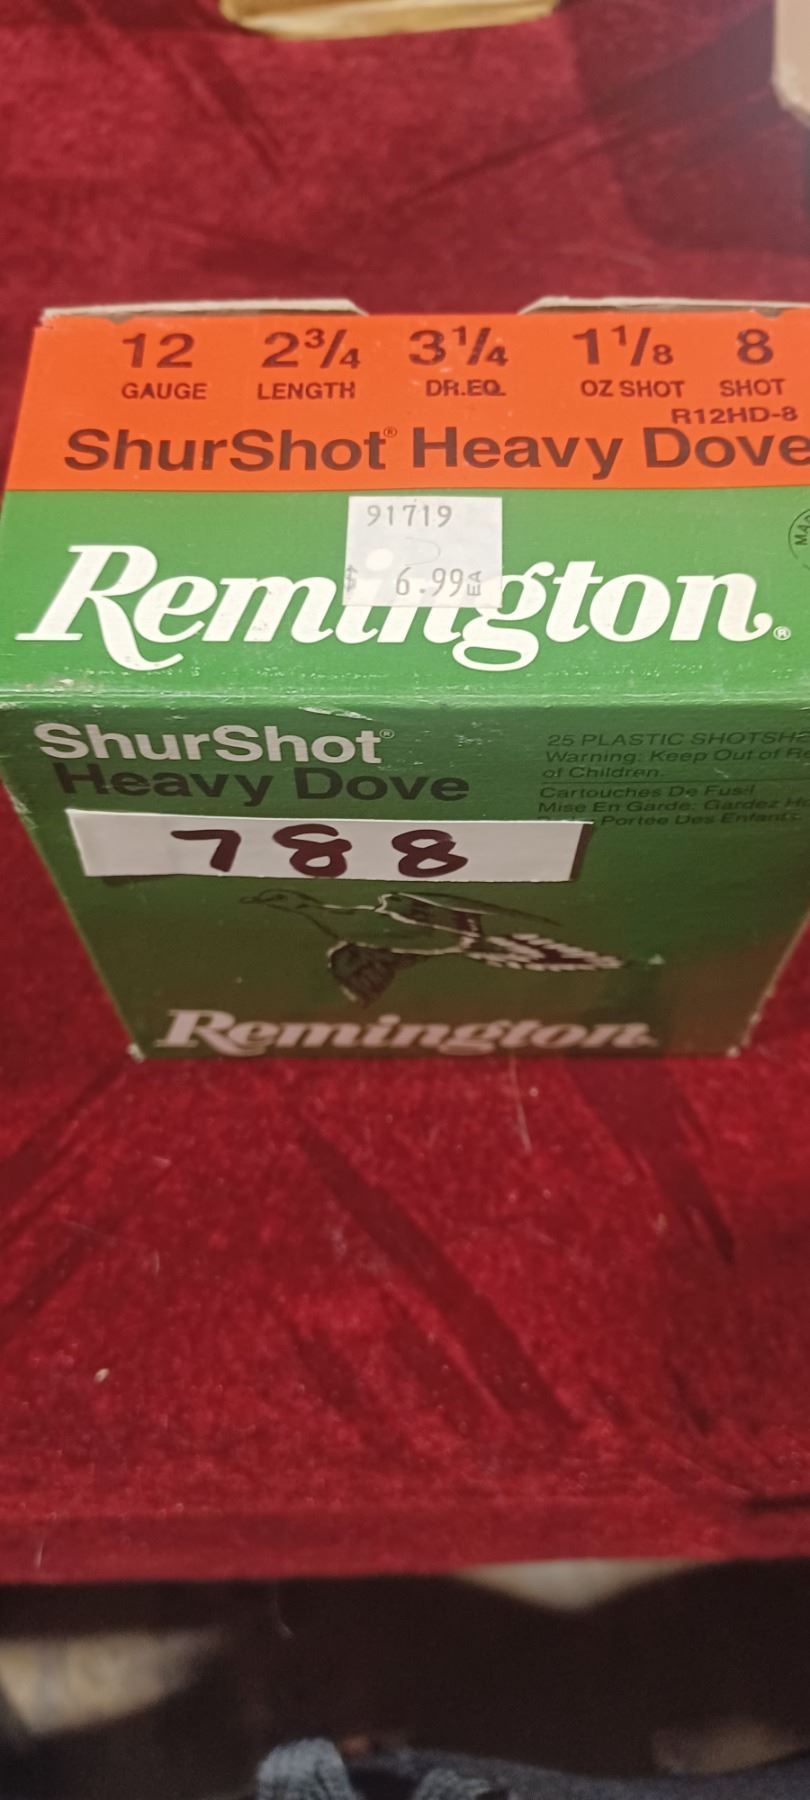 12 2¾ 3¼ 1⅛ 8
GAUGE LENGTH DR.EQ. OZ SHOT SHOT
R12HD-8
ShurShot® Heavy Dove
91719
$ 6.99 EA
Remington®
ShurShot®
Heavy Dove
25 PLASTIC
Warning: Keep Out of
of Children
Cartouches De Fusil
Mise En Garde: Gardez
Portée Des Enfants
788
Remington